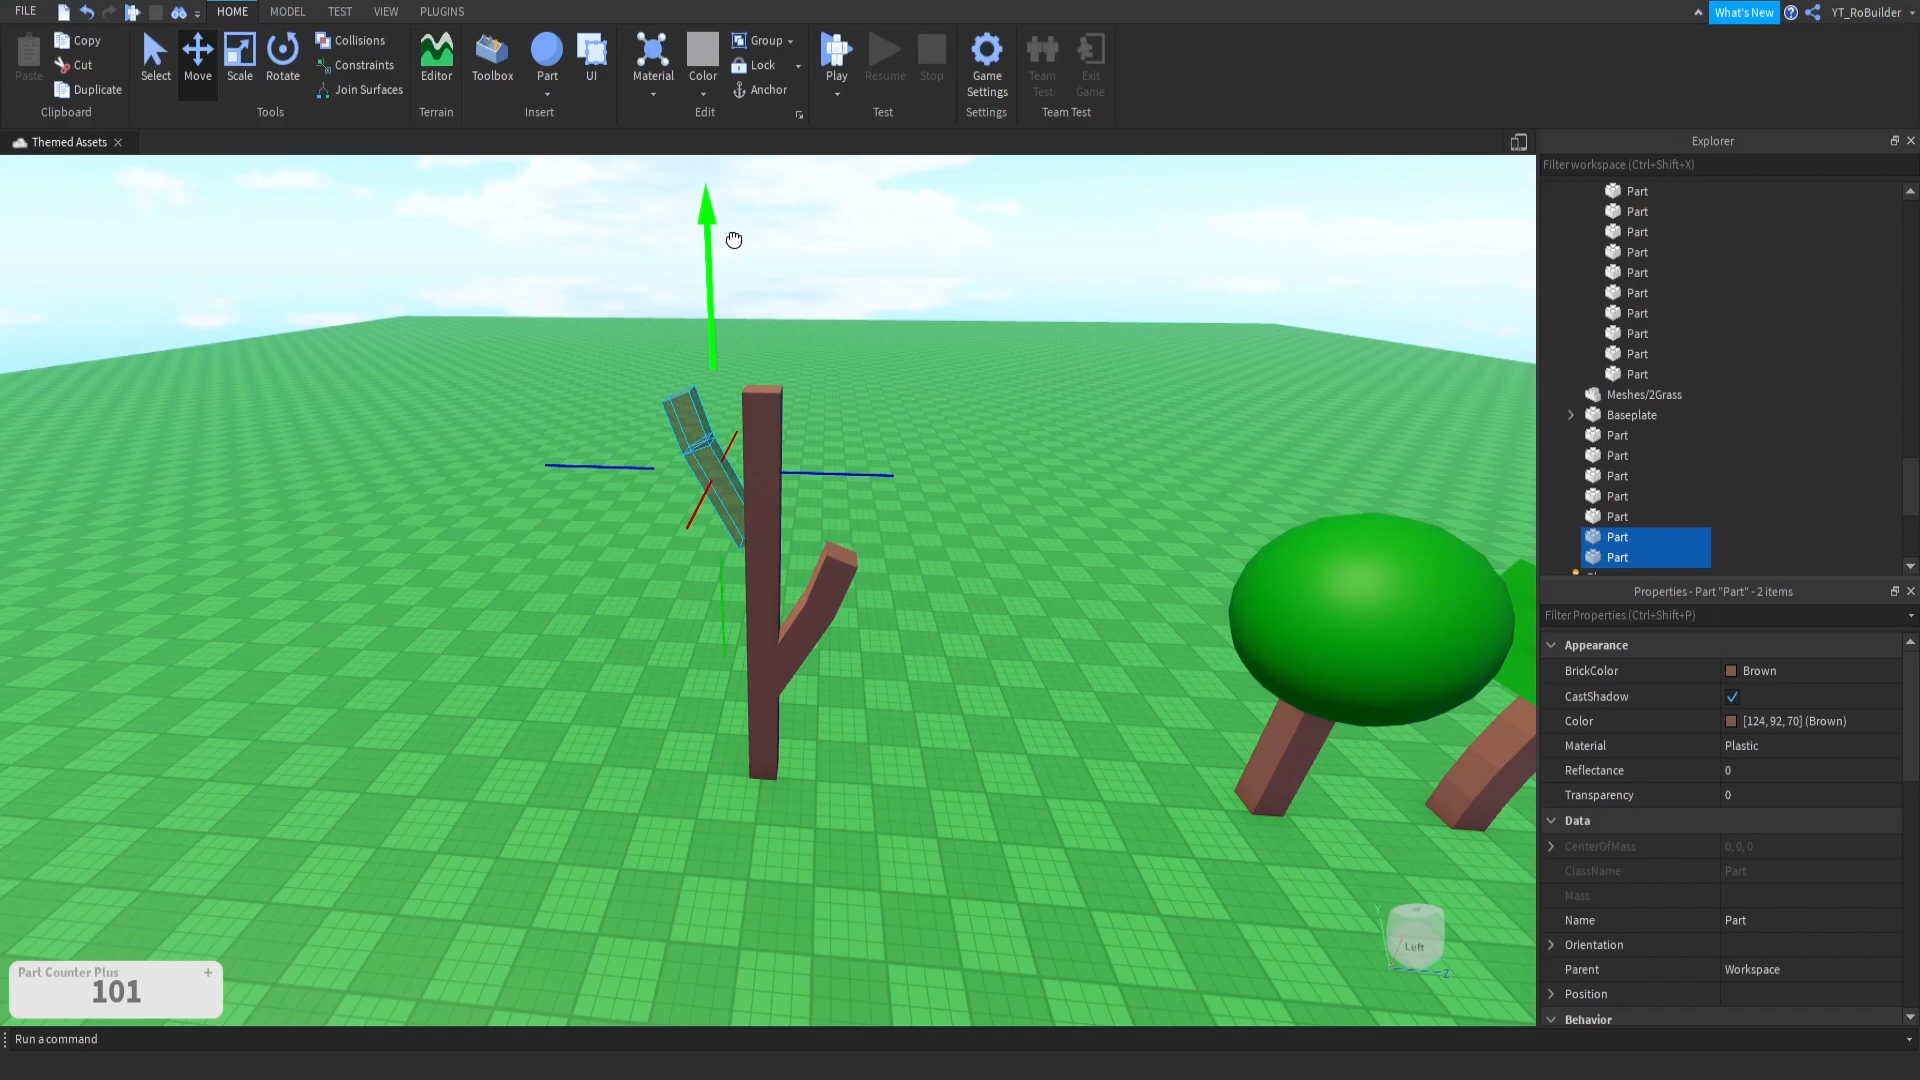 FILE HOME MODEL TEST VIEW PLUGINS What's New YT_RoBuilder
Paste Copy Cut Duplicate Select Move Scale Rotate Collisions Constraints Join Surfaces Editor Toolbox Part UI Material Color Group Lock Anchor Play Resume Stop Game Settings Team Test Exit Game
Clipboard Tools Terrain Insert Edit Test Settings Team Test
Themed Assets
Explorer
Filter workspace (Ctrl+Shift+X)
Part
Part
Part
Part
Part
Part
Part
Part
Part
Part
Meshes/2Grass
Baseplate
Part
Part
Part
Part
Part
Part
Part
Properties - Part "Part" - 2 items
Filter Properties (Ctrl+Shift+P)
Appearance
BrickColor Brown
CastShadow
Color [124, 92, 70] (Brown)
Material Plastic
Reflectance 0
Transparency 0
Data
CenterOfMass 0, 0, 0
ClassName Part
Mass
Name Part
Orientation
Parent Workspace
Position
Behavior
Y Left Z
Part Counter Plus +
101
Run a command